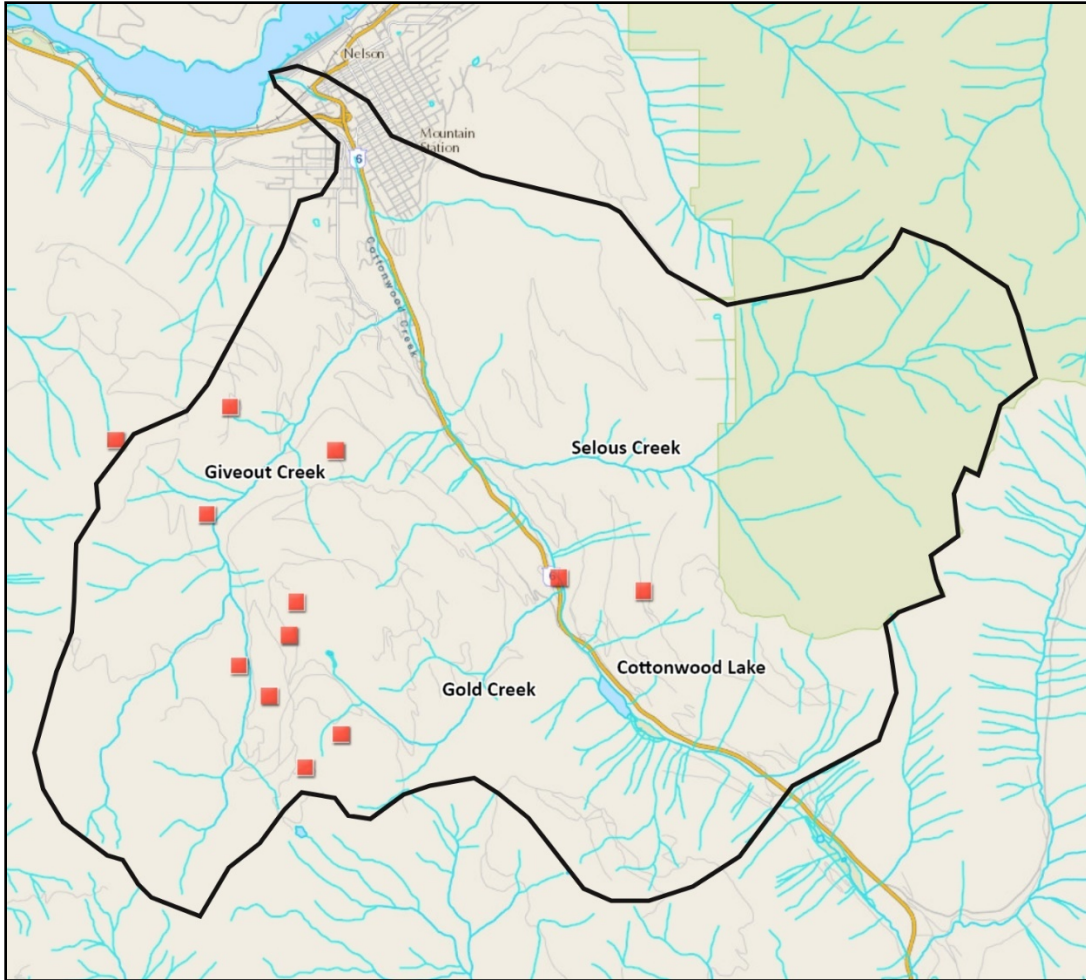 Nelson
Mountain
Station
6
Cottonwood Creek
Selous Creek
Giveout Creek
Cottonwood Lake
Gold Creek